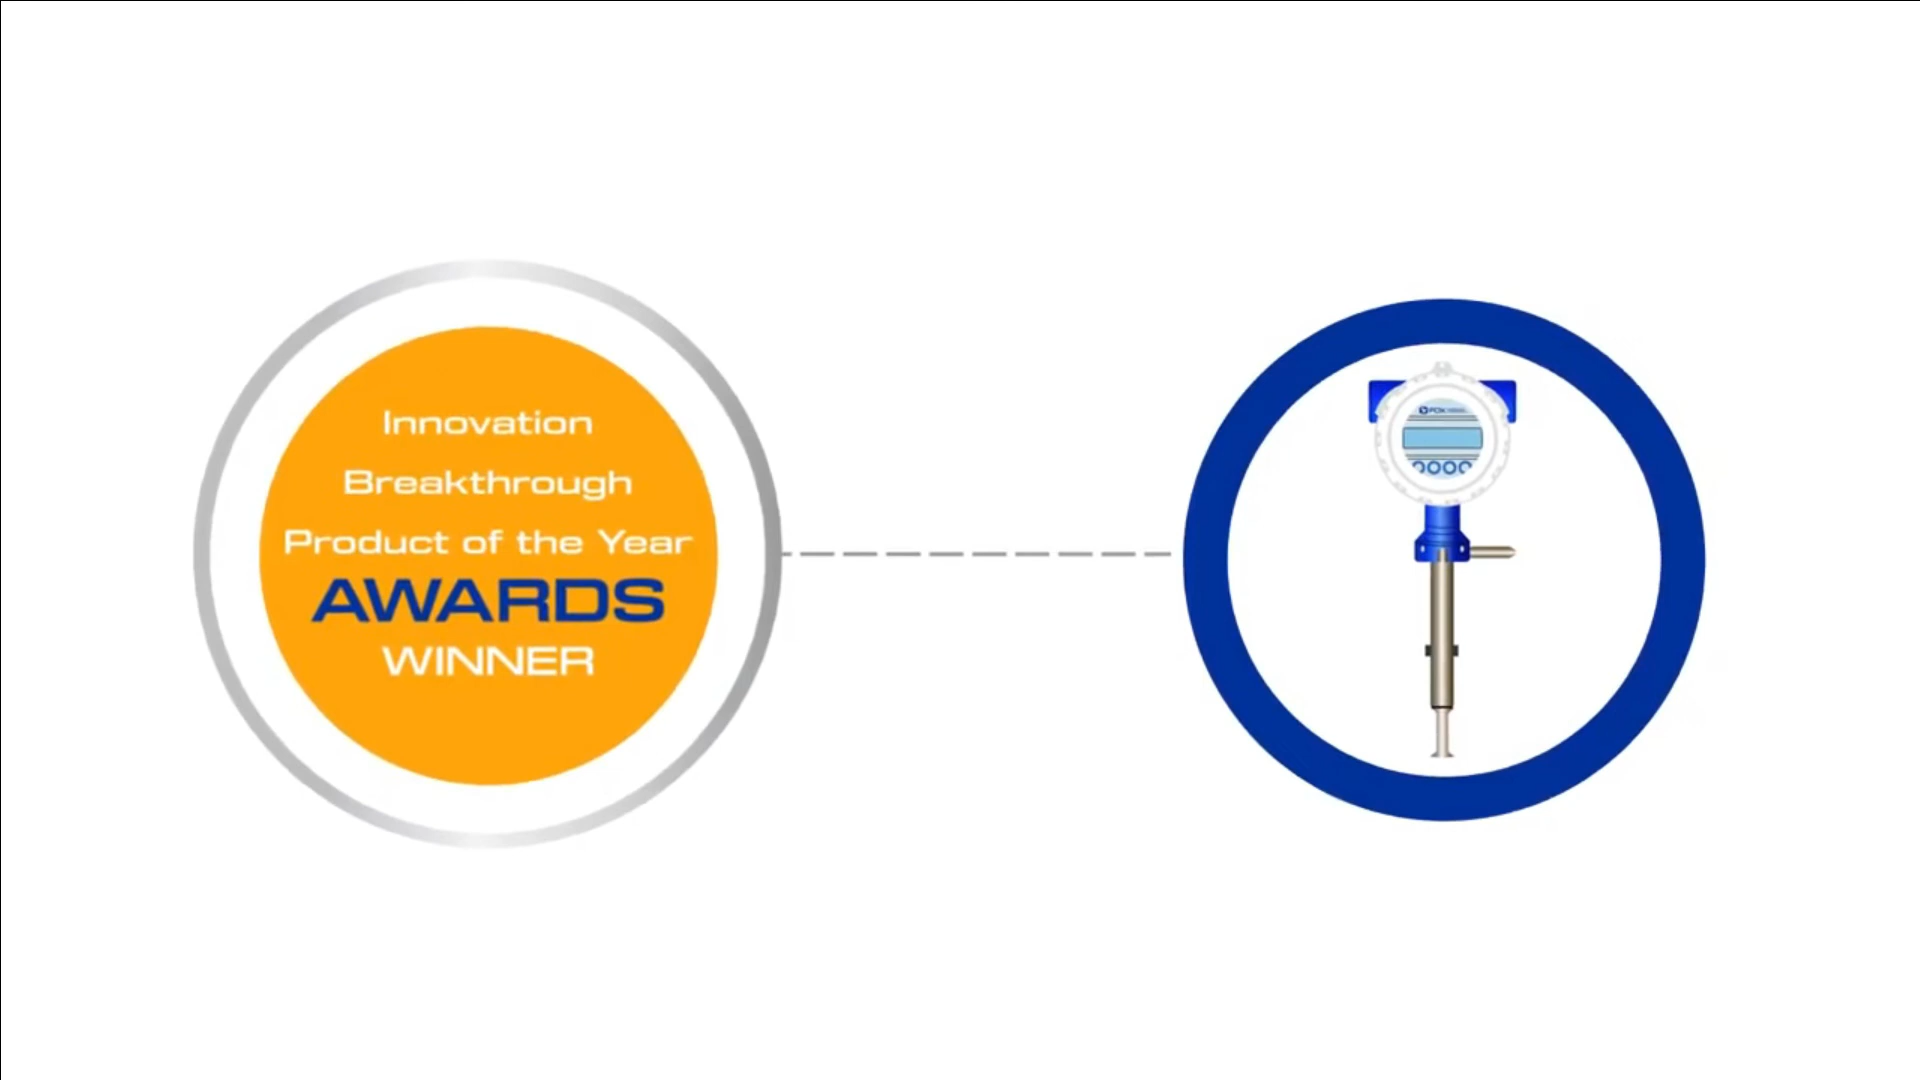 Innovation
Breakthrough
Product of the Year
AWARDS
WINNER